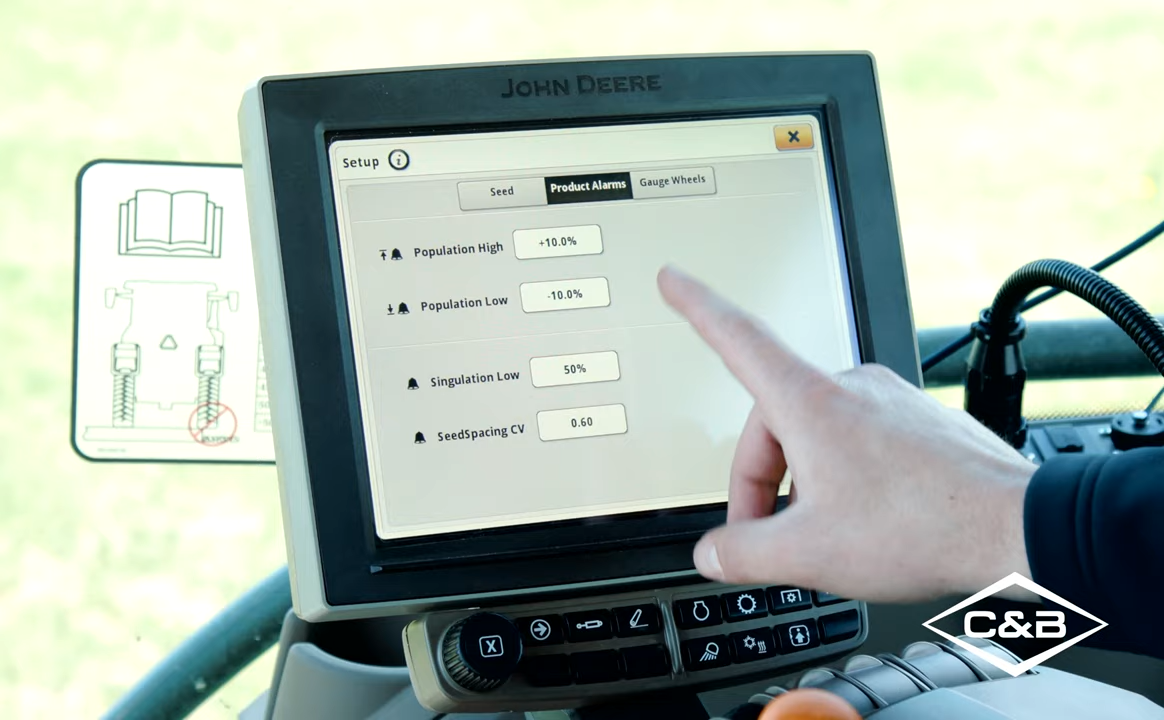 JOHN DEERE
Setup
Seed
Product Alarms
Gauge Wheels
Population High
+10.0%
Population Low
-10.0%
Singulation Low
50%
SeedSpacing CV
0.60
C&B